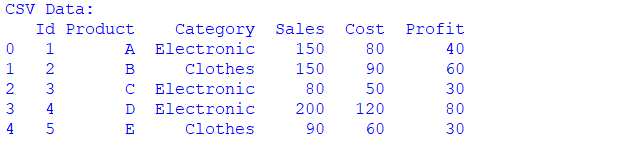 CSV Data:
Id Product Category Sales Cost Profit
0 1 A Electronic 150 80 40
1 2 B Clothes 150 90 60
2 3 C Electronic 80 50 30
3 4 D Electronic 200 120 80
4 5 E Clothes 90 60 30